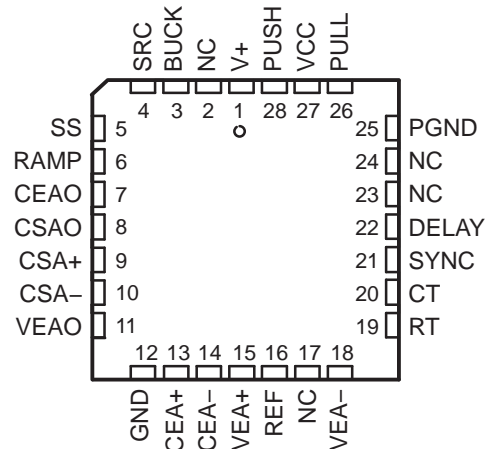 SRC BUCK NC V+ PUSH VCC PULL
4 3 2 1 28 27 26
SS 5 25 PGND
RAMP 6 24 NC
CEAO 7 23 NC
CSAO 8 22 DELAY
CSA+ 9 21 SYNC
CSA– 10 20 CT
VEAO 11 19 RT
12 13 14 15 16 17 18
GND CEA+ CEA– VEA+ REF NC VEA–